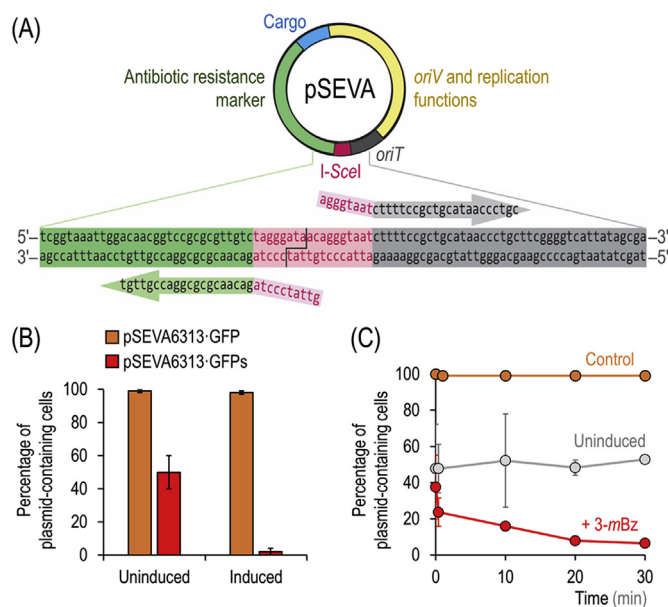 (A)
Cargo
Antibiotic resistance
marker
pSEVA
oriV and replication
functions
oriT
I-SceI
agggtaatcttttccgctgcataaccctgc
5'–tcggtaaattggacaacggtccgcgcgttgtctagggataacagggtaatcttttccgctgcataaccctgcttcggggtcattatagcga–3'
3'–agccatttaacctgttgccaggcgcgcaacagatccctattgtcccattagaaaaggcgacgtattgggacgaagccccagtaatatcgat–5'
tgttgccaggcgcgcaacagatccctattg
(B)
pSEVA6313·GFP
pSEVA6313·GFPs
Percentage of
plasmid-containing cells
100
80
60
40
20
0
Uninduced
Induced
(C)
Percentage of
plasmid-containing cells
100
80
60
40
20
0
Control
Uninduced
+ 3-mBz
0
10
20
30
Time (min)